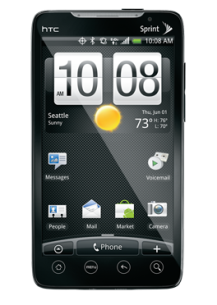 hTC Sprint
10:08 AM
10 08
Seattle
Sunny
Thu, Jun 01
73°
H: 76°
Messages
Voicemail
People
Mail
Market
Camera
Phone